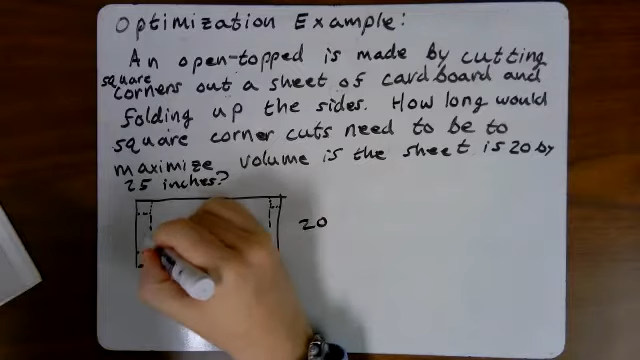 Optimization Example:
An open-topped is made by cutting
square
corners out a sheet of cardboard and
folding up the sides. How long would
square corner cuts need to be to
maximize volume is the sheet is 20 by
25 inches?
20